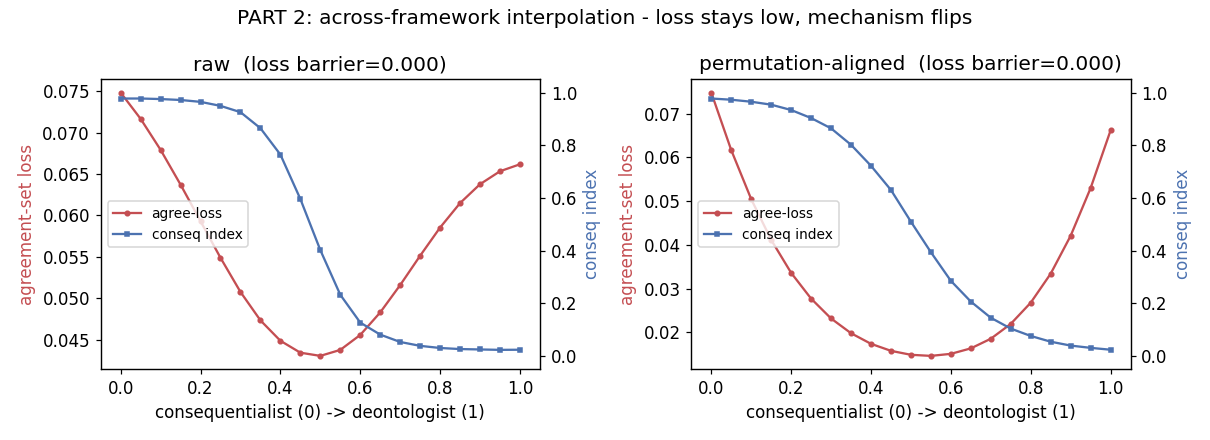 PART 2: across-framework interpolation - loss stays low, mechanism flips
raw  (loss barrier=0.000)
0.075
0.070
0.065
0.060
0.055
0.050
0.045
agreement-set loss
agree-loss
conseq index
1.0
0.8
0.6
0.4
0.2
0.0
conseq index
0.0 0.2 0.4 0.6 0.8 1.0
consequentialist (0) -> deontologist (1)
permutation-aligned  (loss barrier=0.000)
0.07
0.06
0.05
0.04
0.03
0.02
agreement-set loss
agree-loss
conseq index
1.0
0.8
0.6
0.4
0.2
0.0
conseq index
0.0 0.2 0.4 0.6 0.8 1.0
consequentialist (0) -> deontologist (1)